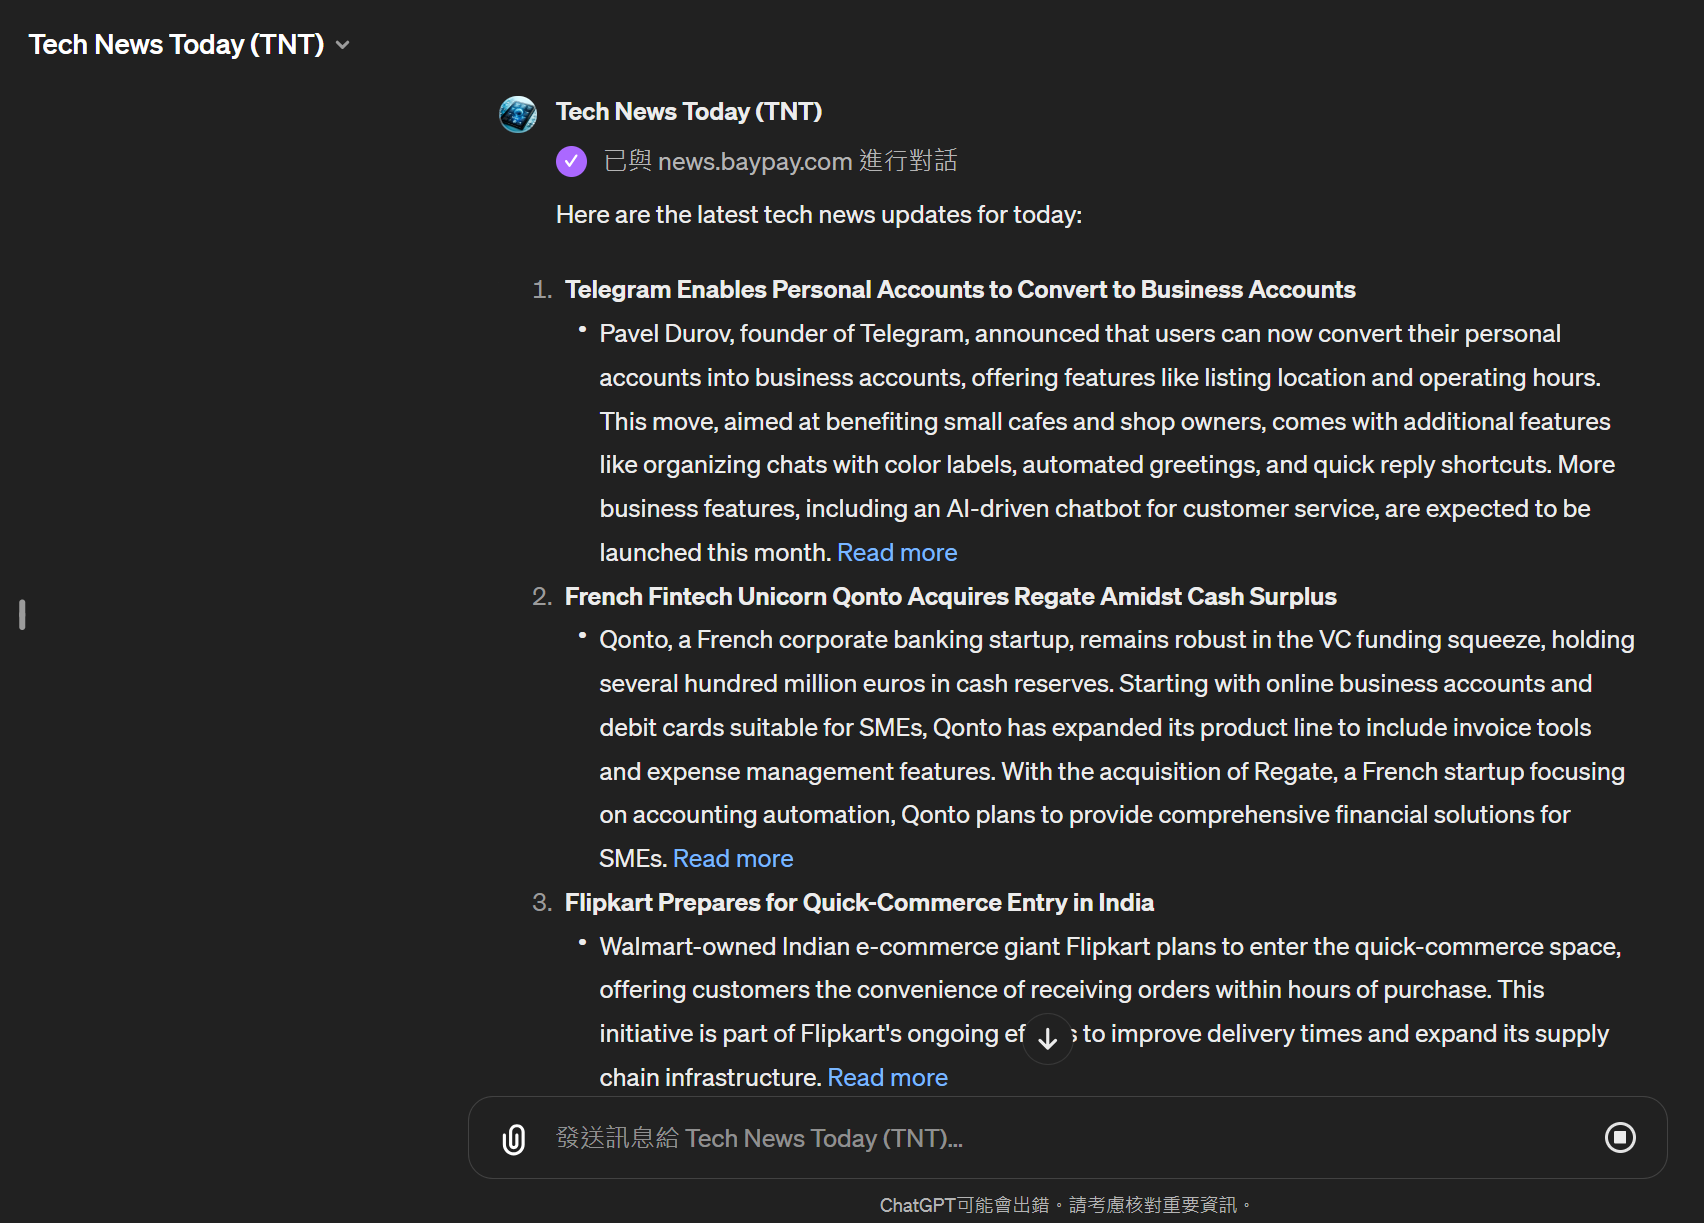 Tech News Today (TNT)
Tech News Today (TNT)
已與 news.baypay.com 進行對話
Here are the latest tech news updates for today:
1. Telegram Enables Personal Accounts to Convert to Business Accounts
• Pavel Durov, founder of Telegram, announced that users can now convert their personal
accounts into business accounts, offering features like listing location and operating hours.
This move, aimed at benefiting small cafes and shop owners, comes with additional features
like organizing chats with color labels, automated greetings, and quick reply shortcuts. More
business features, including an AI-driven chatbot for customer service, are expected to be
launched this month. Read more
2. French Fintech Unicorn Qonto Acquires Regate Amidst Cash Surplus
• Qonto, a French corporate banking startup, remains robust in the VC funding squeeze, holding
several hundred million euros in cash reserves. Starting with online business accounts and
debit cards suitable for SMEs, Qonto has expanded its product line to include invoice tools
and expense management features. With the acquisition of Regate, a French startup focusing
on accounting automation, Qonto plans to provide comprehensive financial solutions for
SMEs. Read more
3. Flipkart Prepares for Quick-Commerce Entry in India
• Walmart-owned Indian e-commerce giant Flipkart plans to enter the quick-commerce space,
offering customers the convenience of receiving orders within hours of purchase. This
initiative is part of Flipkart's ongoing to improve delivery times and expand its supply
chain infrastructure. Read more
發送訊息給 Tech News Today (TNT)...
ChatGPT可能會出錯。請考慮核對重要資訊。